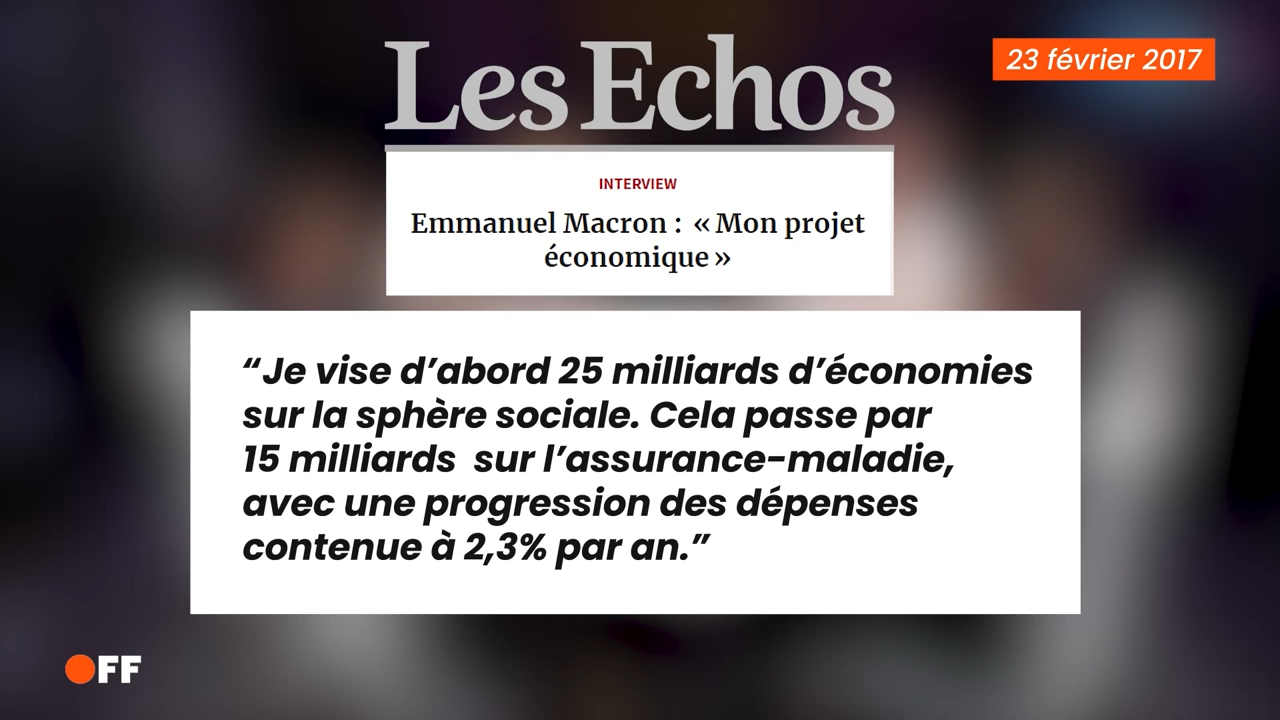 Les Echos
23 février 2017
INTERVIEW
Emmanuel Macron : « Mon projet
économique »
“Je vise d’abord 25 milliards d’économies
sur la sphère sociale. Cela passe par
15 milliards  sur l’assurance-maladie,
avec une progression des dépenses
contenue à 2,3% par an.”
OFF